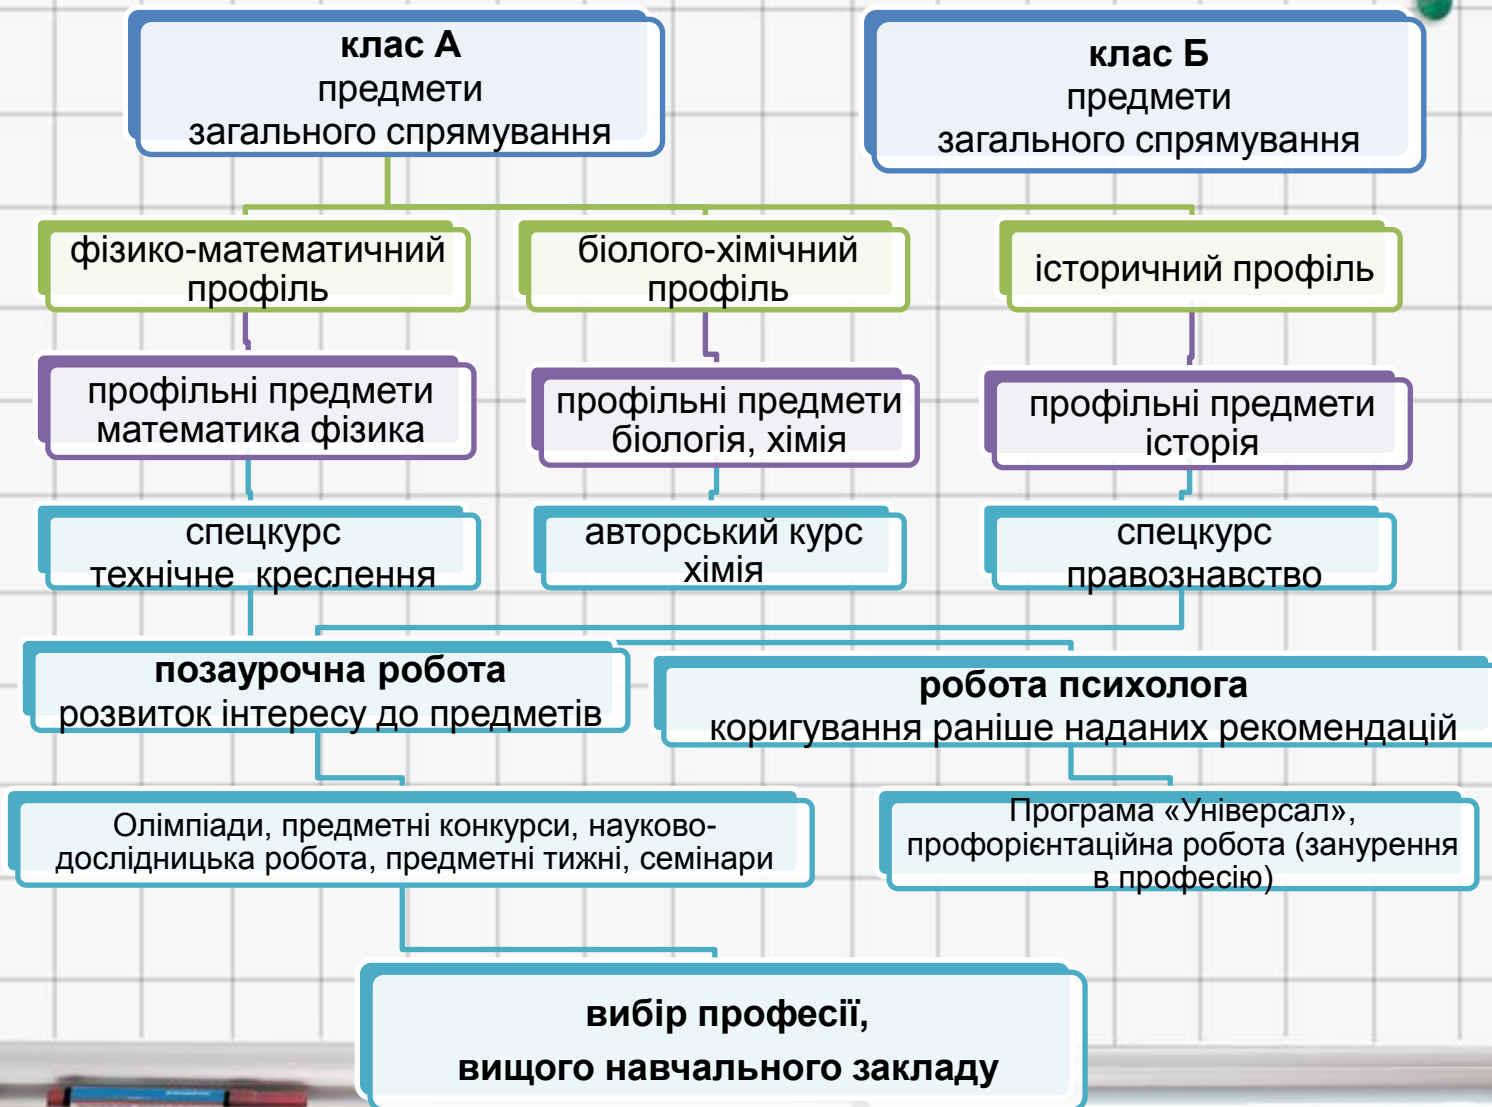 клас А
предмети
загального спрямування
клас Б
предмети
загального спрямування
фізико-математичний
профіль
біолого-хімічний
профіль
історичний профіль
профільні предмети
математика фізика
профільні предмети
біологія, хімія
профільні предмети
історія
спецкурс
технічне креслення
авторський курс
хімія
спецкурс
правознавство
позаурочна робота
розвиток інтересу до предметів
робота психолога
коригування раніше наданих рекомендацій
Олімпіади, предметні конкурси, науково-
дослідницька робота, предметні тижні, семінари
Програма «Універсал»,
профорієнтаційна робота (занурення
в професію)
вибір професії,
вищого навчального закладу